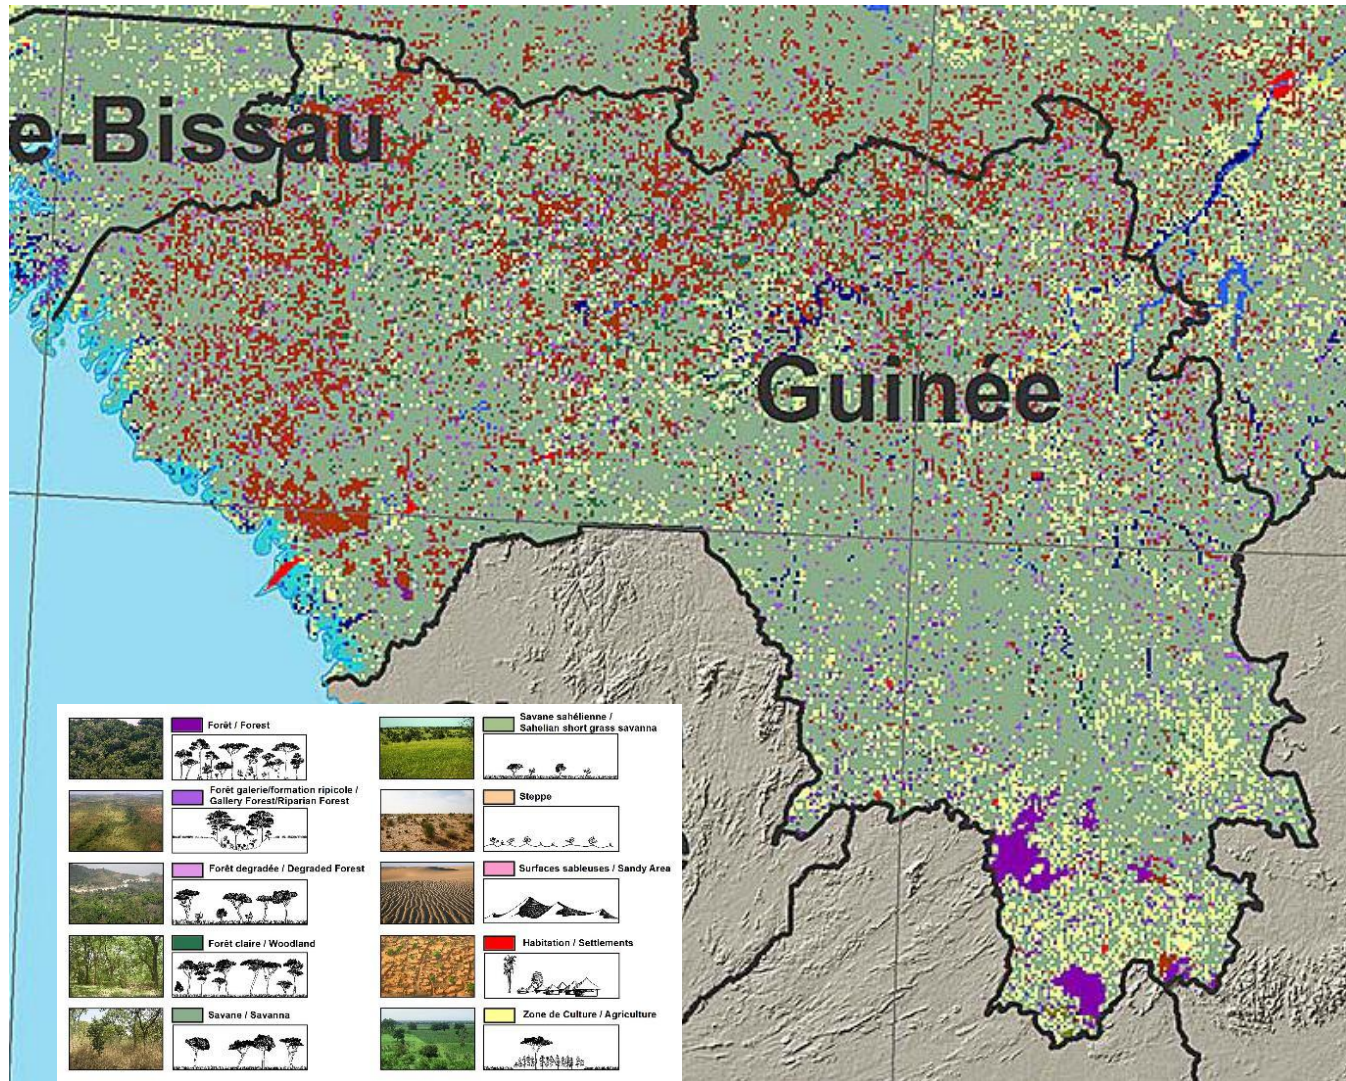 e-Bissau
Guinée
Forêt / Forest
Forêt galerie/formation ripicole /
Gallery Forest/Riparian Forest
Forêt degradée / Degraded Forest
Forêt claire / Woodland
Savane / Savanna
Savane sahélienne /
Sahelian short grass savanna
Steppe
Surfaces sableuses / Sandy Area
Habitation / Settlements
Zone de Culture / Agriculture